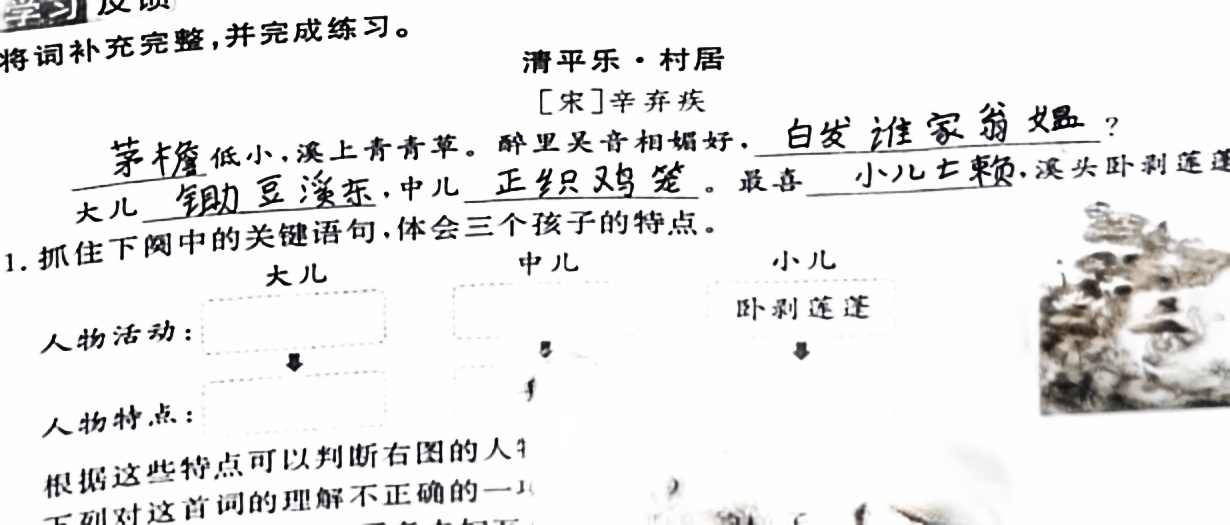 学习反馈
将词补充完整,并完成练习。
清平乐·村居
[宋]辛弃疾
茅檐低小,溪上青青草。醉里吴音相媚好,白发谁家翁媪?
大儿锄豆溪东,中儿正织鸡笼。最喜小儿亡赖,溪头卧剥莲蓬
1.抓住下阕中的关键语句,体会三个孩子的特点。
大儿 中儿 小儿
人物活动: 卧剥莲蓬
人物特点:
根据这些特点可以判断右图的人
下列对这首词的理解不正确的一